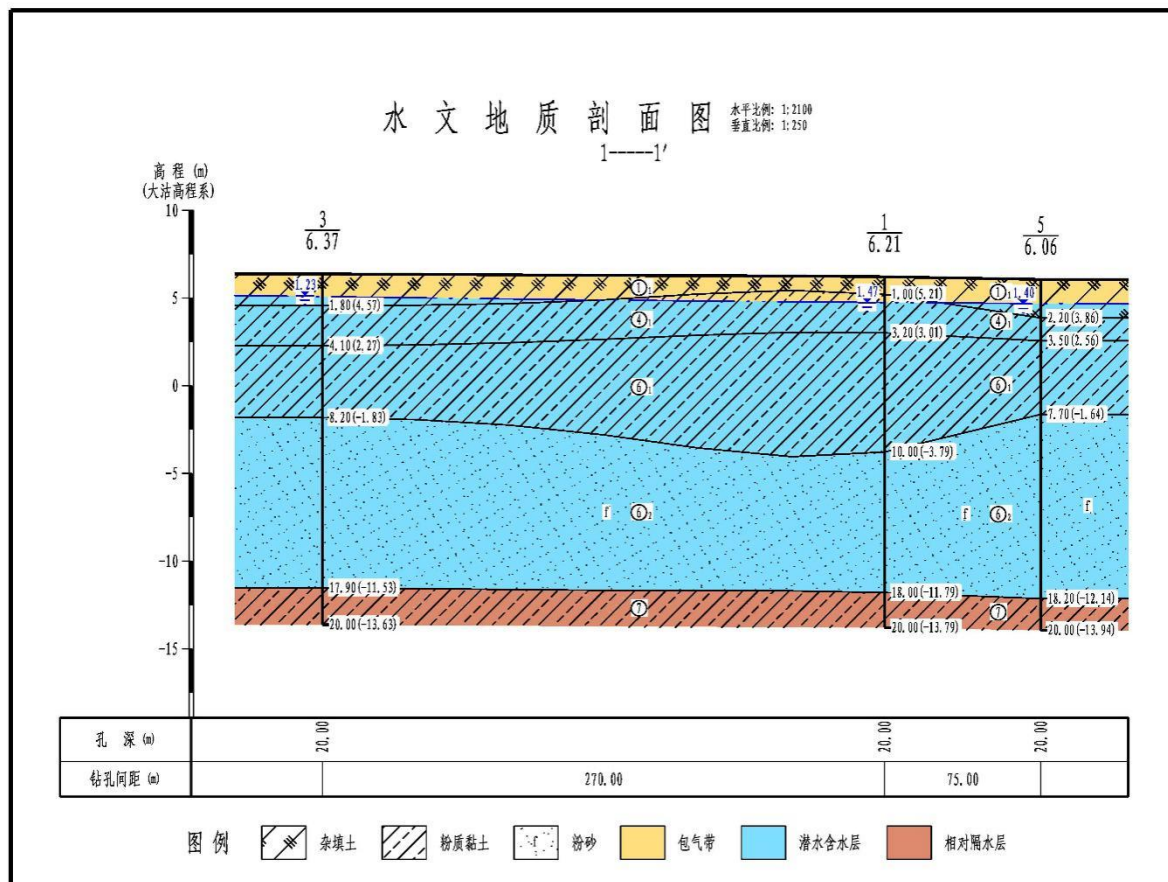 水文地质剖面图
水平比例: 1:2100
垂直比例: 1:250
1-----1′
高程(m)
(大沽高程系)
10
5
0
-5
-10
-15
3
6.37
1
6.21
5
6.06
1.23
①1
1.47
1.00(5.21)
①1
1.40
1.80(4.57)
④1
④1
2.20(3.86)
4.10(2.27)
3.20(3.01)
3.50(2.56)
⑥1
⑥1
8.20(-1.83)
7.70(-1.64)
10.00(-3.79)
f
⑥2
f
⑥2
f
17.90(-11.53)
18.00(-11.79)
18.20(-12.14)
⑦
⑦
20.00(-13.63)
20.00(-13.79)
20.00(-13.94)
孔 深(m)
20.00
20.00
20.00
钻孔间距(m)
270.00
75.00
图例
杂填土
粉质黏土
f
粉砂
包气带
潜水含水层
相对隔水层